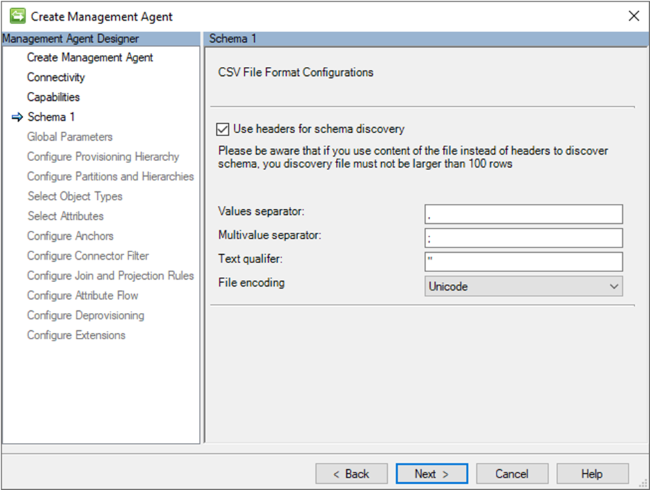 Create Management Agent
Management Agent Designer
Create Management Agent
Connectivity
Capabilities
Schema 1
Global Parameters
Configure Provisioning Hierarchy
Configure Partitions and Hierarchies
Select Object Types
Select Attributes
Configure Anchors
Configure Connector Filter
Configure Join and Projection Rules
Configure Attribute Flow
Configure Deprovisioning
Configure Extensions
Schema 1
CSV File Format Configurations
Use headers for schema discovery
Please be aware that if you use content of the file instead of headers to discover
schema, you discovery file must not be larger than 100 rows
Values separator: ,
Multivalue separator: ;
Text qualifer: "
File encoding Unicode
< Back Next > Cancel Help